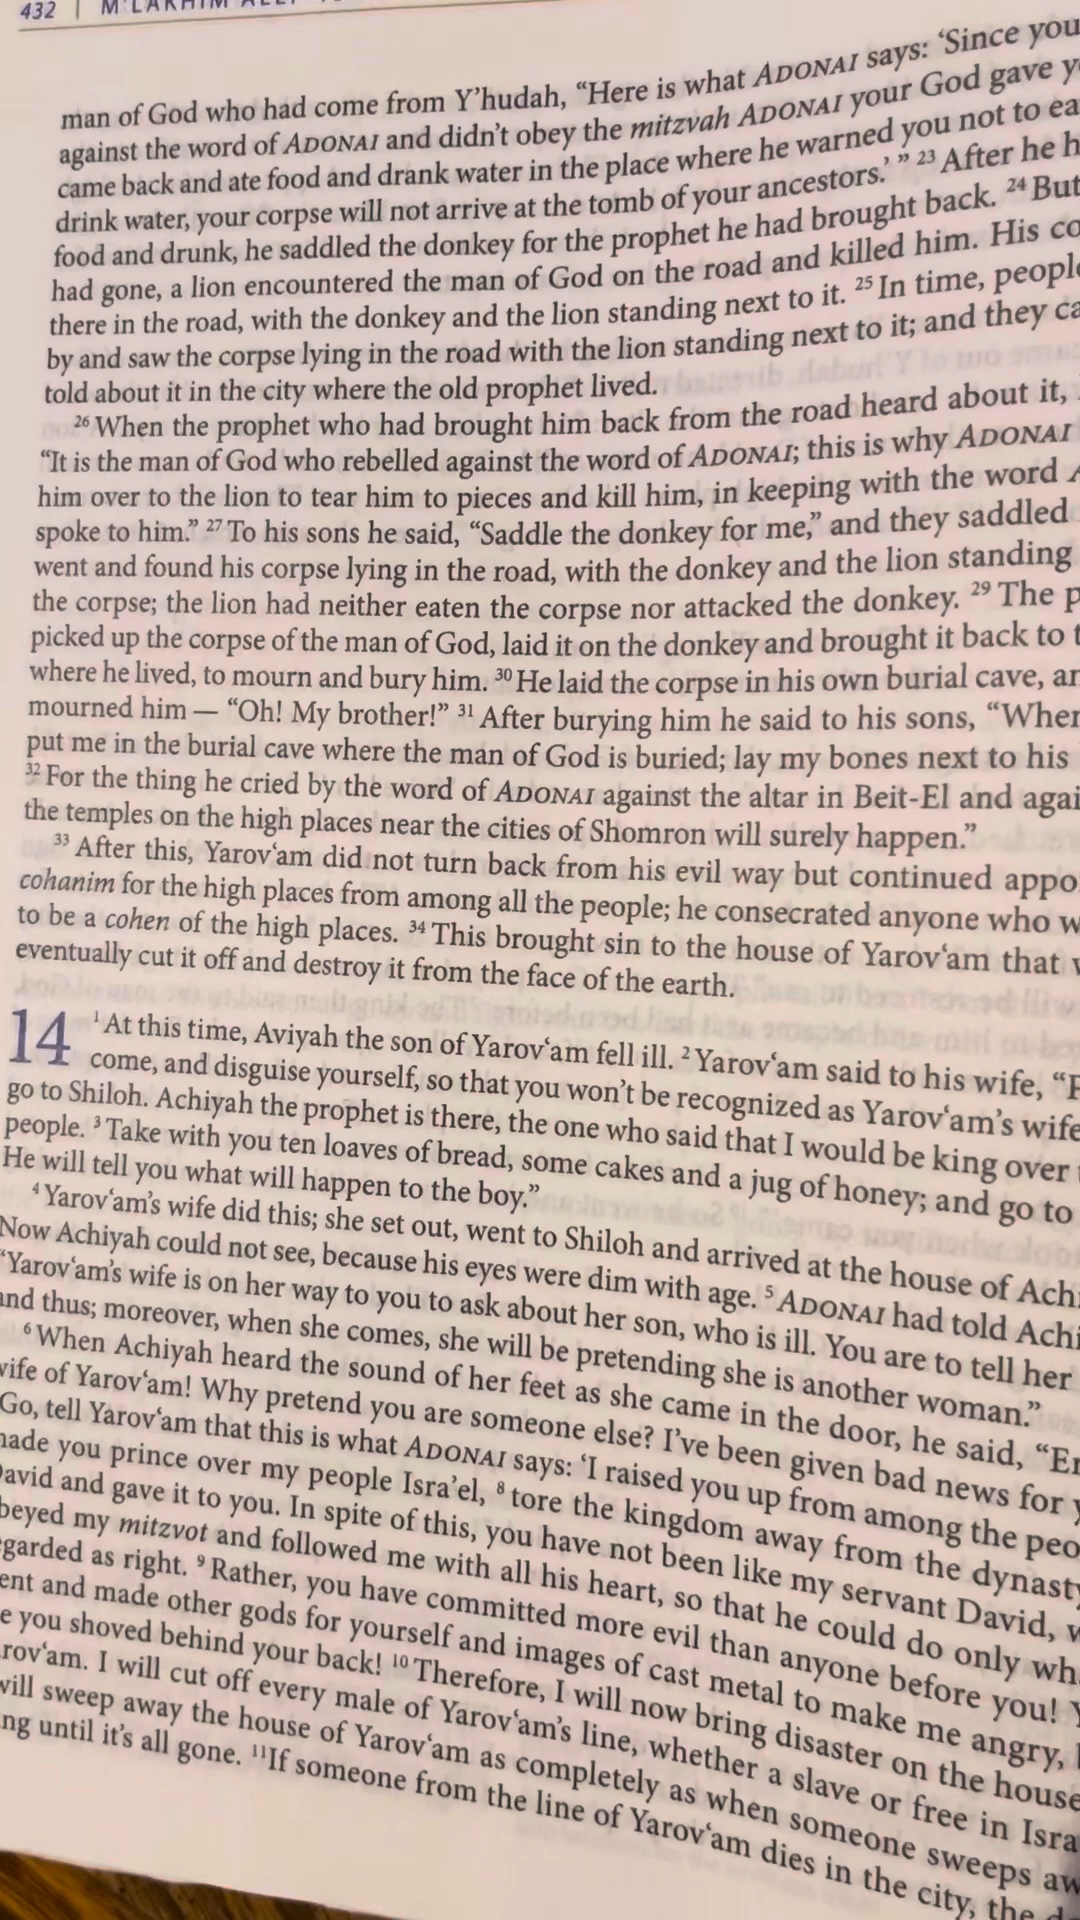 432 | M'LAKHIM ALEF
man of God who had come from Y’hudah, “Here is what ADONAI says: ‘Since you
against the word of ADONAI and didn’t obey the mitzvah ADONAI your God gave
came back and ate food and drank water in the place where he warned you not to
drink water, your corpse will not arrive at the tomb of your ancestors.’ ” 23 After he
food and drunk, he saddled the donkey for the prophet he had brought back. 24 But
had gone, a lion encountered the man of God on the road and killed him. His
there in the road, with the donkey and the lion standing next to it. 25 In time,
by and saw the corpse lying in the road with the lion standing next to it; and they
told about it in the city where the old prophet lived.
26 When the prophet who had brought him back from the road heard about it,
“It is the man of God who rebelled against the word of ADONAI; this is why ADONAI
him over to the lion to tear him to pieces and kill him, in keeping with the word
spoke to him.” 27 To his sons he said, “Saddle the donkey for me,” and they saddled
went and found his corpse lying in the road, with the donkey and the lion standing
the corpse; the lion had neither eaten the corpse nor attacked the donkey. 29 The
picked up the corpse of the man of God, laid it on the donkey and brought it back to
where he lived, to mourn and bury him. 30 He laid the corpse in his own burial cave,
mourned him — “Oh! My brother!” 31 After burying him he said to his sons,
put me in the burial cave where the man of God is buried; lay my bones next to his
32 For the thing he cried by the word of ADONAI against the altar in Beit-El and
the temples on the high places near the cities of Shomron will surely happen.”
33 After this, Yarov‘am did not turn back from his evil way but continued
cohanim for the high places from among all the people; he consecrated anyone who
to be a cohen of the high places. 34 This brought sin to the house of Yarov‘am that
eventually cut it off and destroy it from the face of the earth.
14 1 At this time, Aviyah the son of Yarov‘am fell ill. 2 Yarov‘am said to his wife,
come, and disguise yourself, so that you won’t be recognized as Yarov‘am’s wife
go to Shiloh. Achiyah the prophet is there, the one who said that I would be king over
people. 3 Take with you ten loaves of bread, some cakes and a jug of honey; and go to
He will tell you what will happen to the boy.”
4 Yarov‘am’s wife did this; she set out, went to Shiloh and arrived at the house of
Now Achiyah could not see, because his eyes were dim with age. 5 ADONAI had told
“Yarov‘am’s wife is on her way to you to ask about her son, who is ill. You are to tell her
and thus; moreover, when she comes, she will be pretending she is another woman.”
6 When Achiyah heard the sound of her feet as she came in the door, he said,
wife of Yarov‘am! Why pretend you are someone else? I’ve been given bad news for
Go, tell Yarov‘am that this is what ADONAI says: ‘I raised you up from among the
made you prince over my people Isra’el, 8 tore the kingdom away from the dynasty
David and gave it to you. In spite of this, you have not been like my servant David,
obeyed my mitzvot and followed me with all his heart, so that he could do only
regarded as right. 9 Rather, you have committed more evil than anyone before you!
and made other gods for yourself and images of cast metal to make me angry,
you shoved behind your back! 10 Therefore, I will now bring disaster on the house
Yarov‘am. I will cut off every male of Yarov‘am’s line, whether a slave or free in
will sweep away the house of Yarov‘am as completely as when someone sweeps
until it’s all gone. 11 If someone from the line of Yarov‘am dies in the city, the